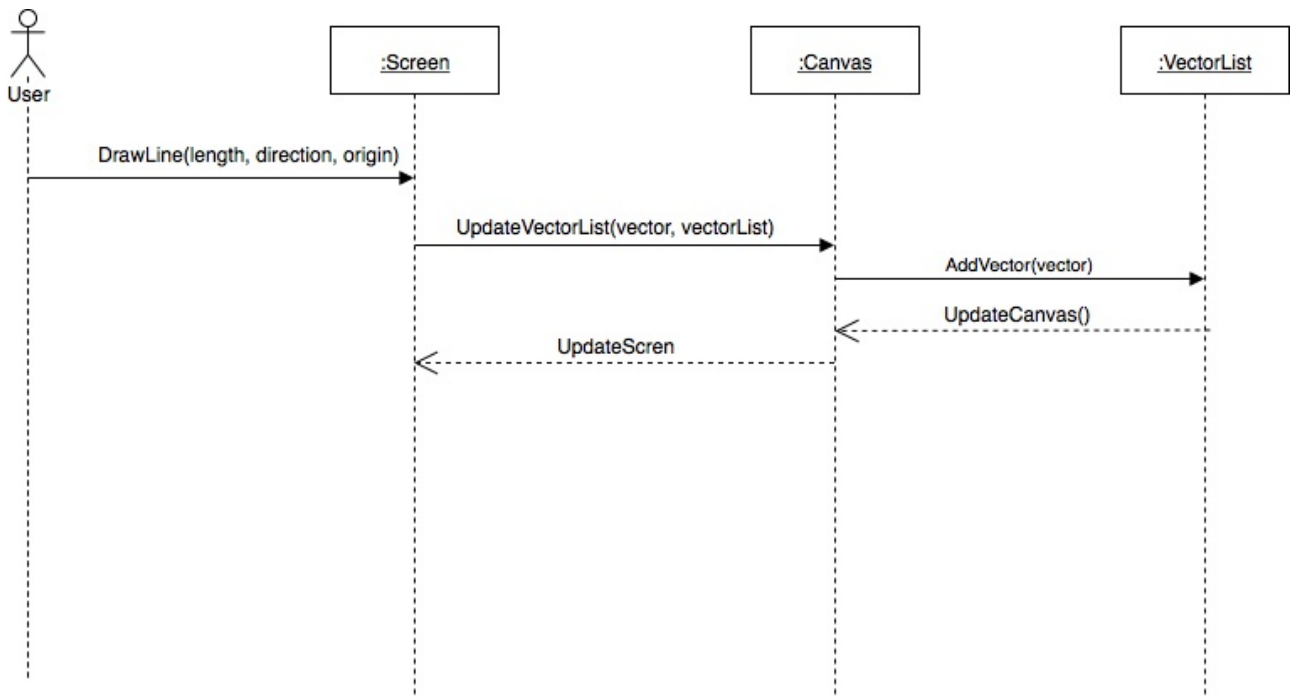 :Screen
:Canvas
:VectorList
User
DrawLine(length, direction, origin)
UpdateVectorList(vector, vectorList)
AddVector(vector)
UpdateCanvas()
UpdateScren